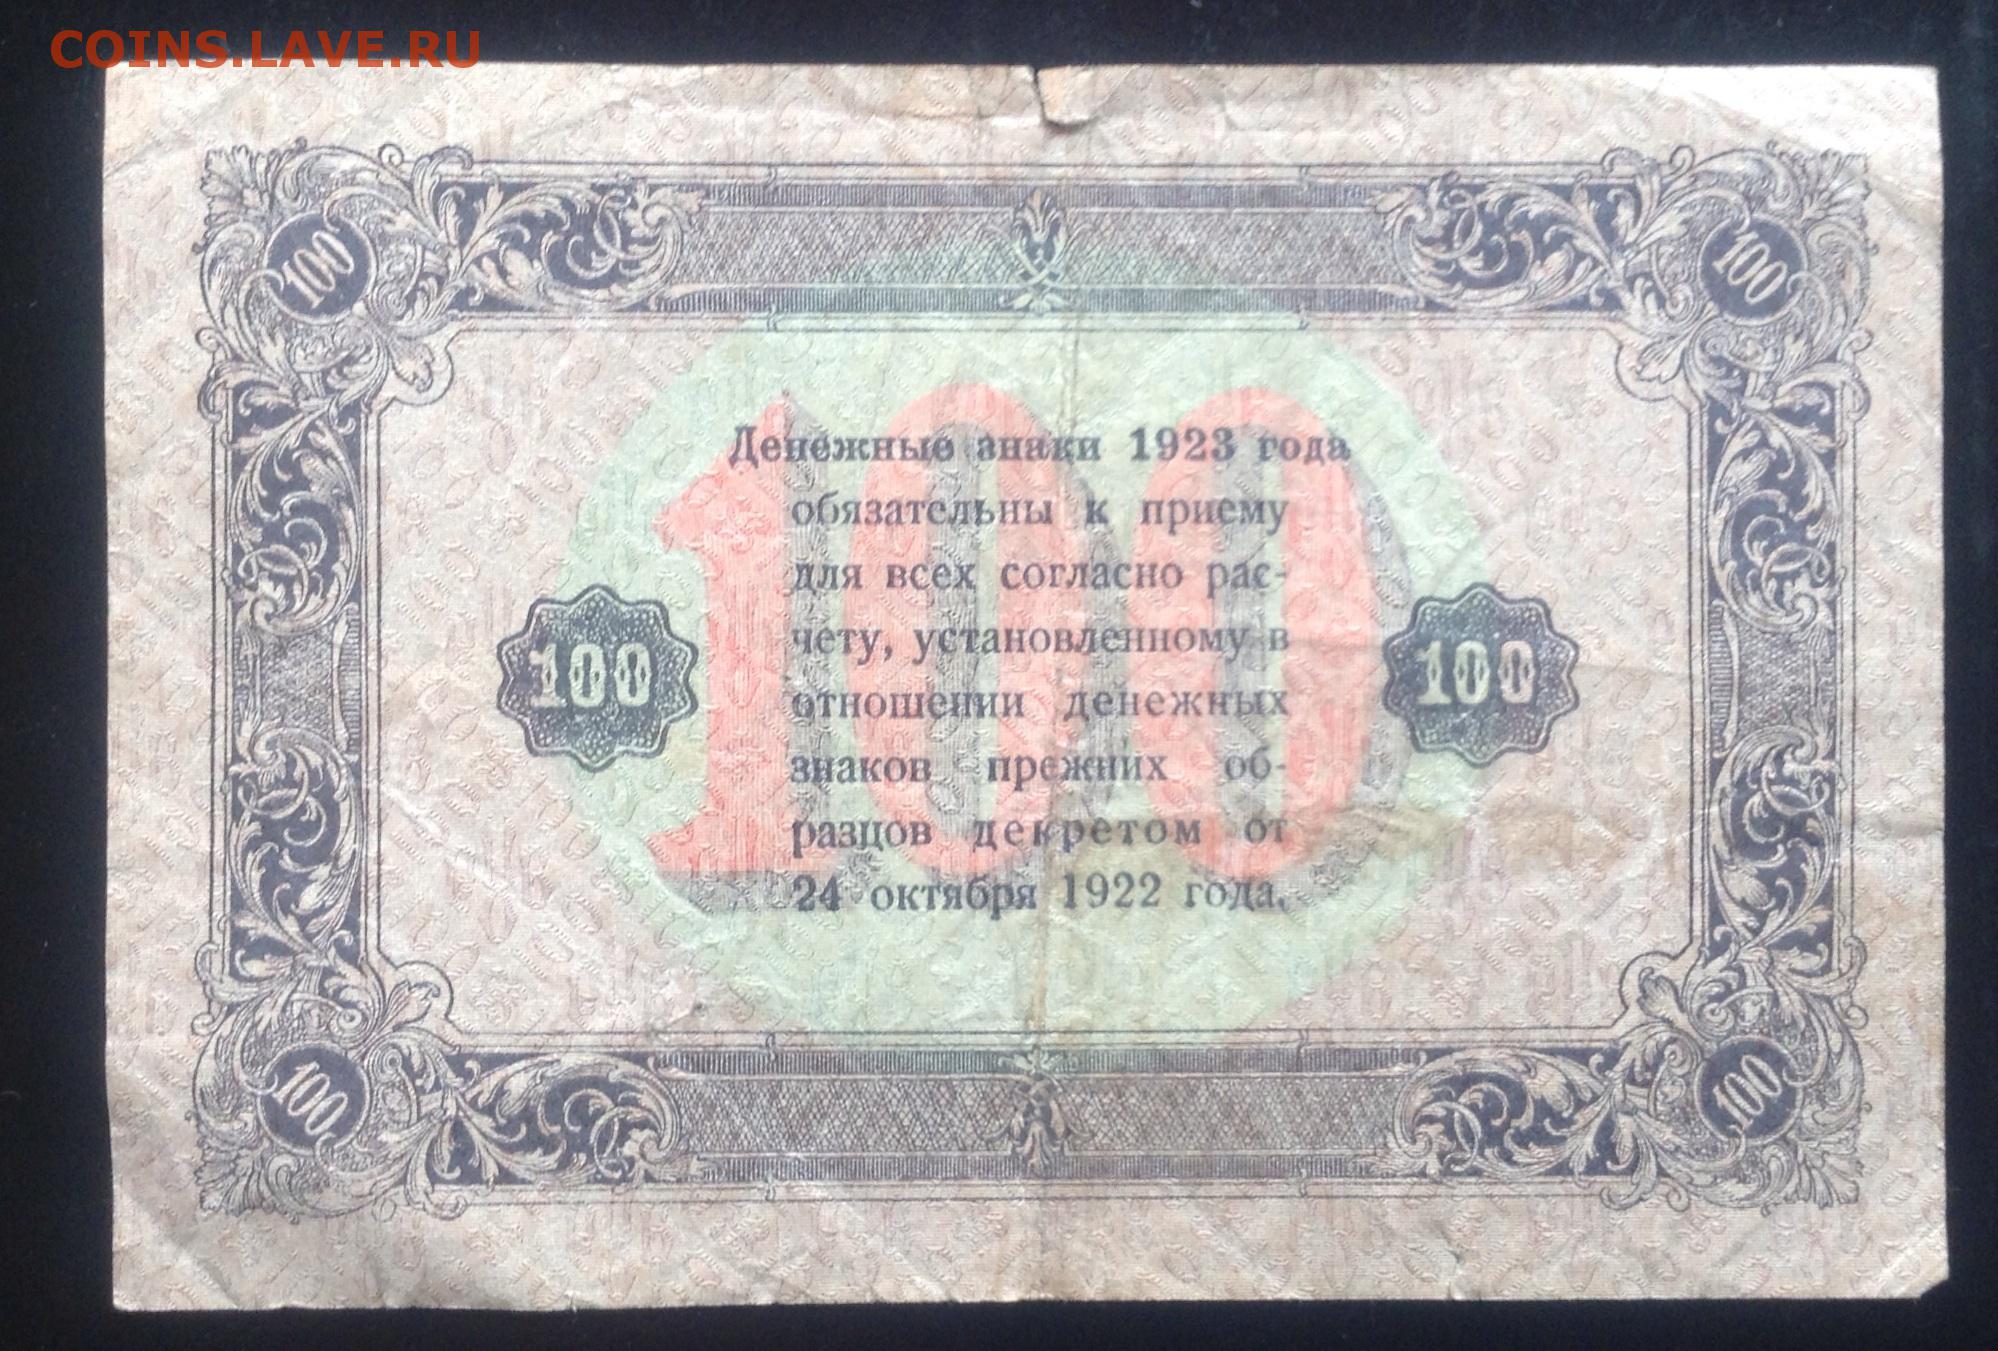 COINS.LAVE.RU
100
100
Денежные знаки 1923 года
обязательны к приему
для всех согласно рас-
чету, установленному в
отношении денежных
знаков прежних об-
разцов декретом от
24 октября 1922 года.
100
100
100
100
100